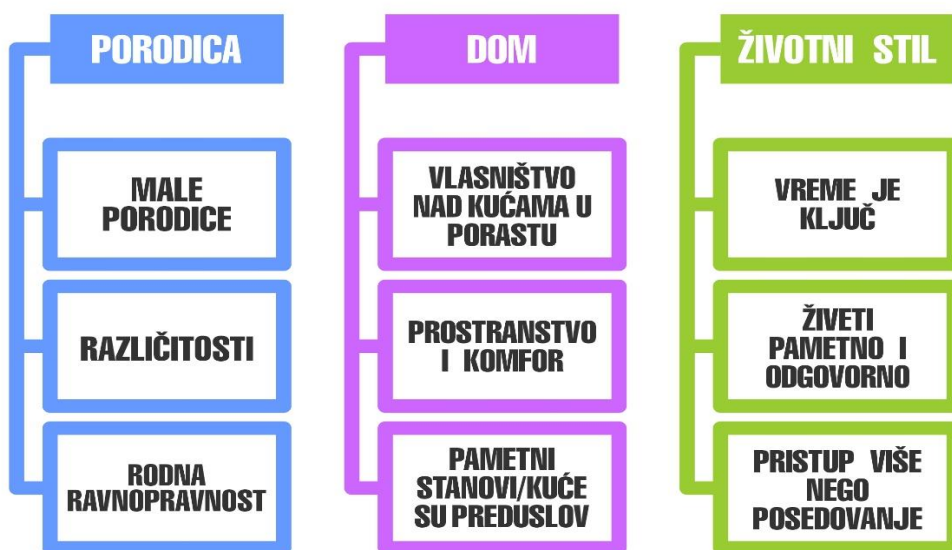 PORODICA
MALE
PORODICE
RAZLIČITOSTI
RODNA
RAVNOPRAVNOST
DOM
VLASNIŠTVO
NAD KUĆAMA U
PORASTU
PROSTRANSTVO
I KOMFOR
PAMETNI
STANOVI/KUĆE
SU PREDUSLOV
ŽIVOTNI STIL
VREME JE
KLJUČ
ŽIVETI
PAMETNO I
ODGOVORNO
PRISTUP VIŠE
NEGO
POSEDOVANJE